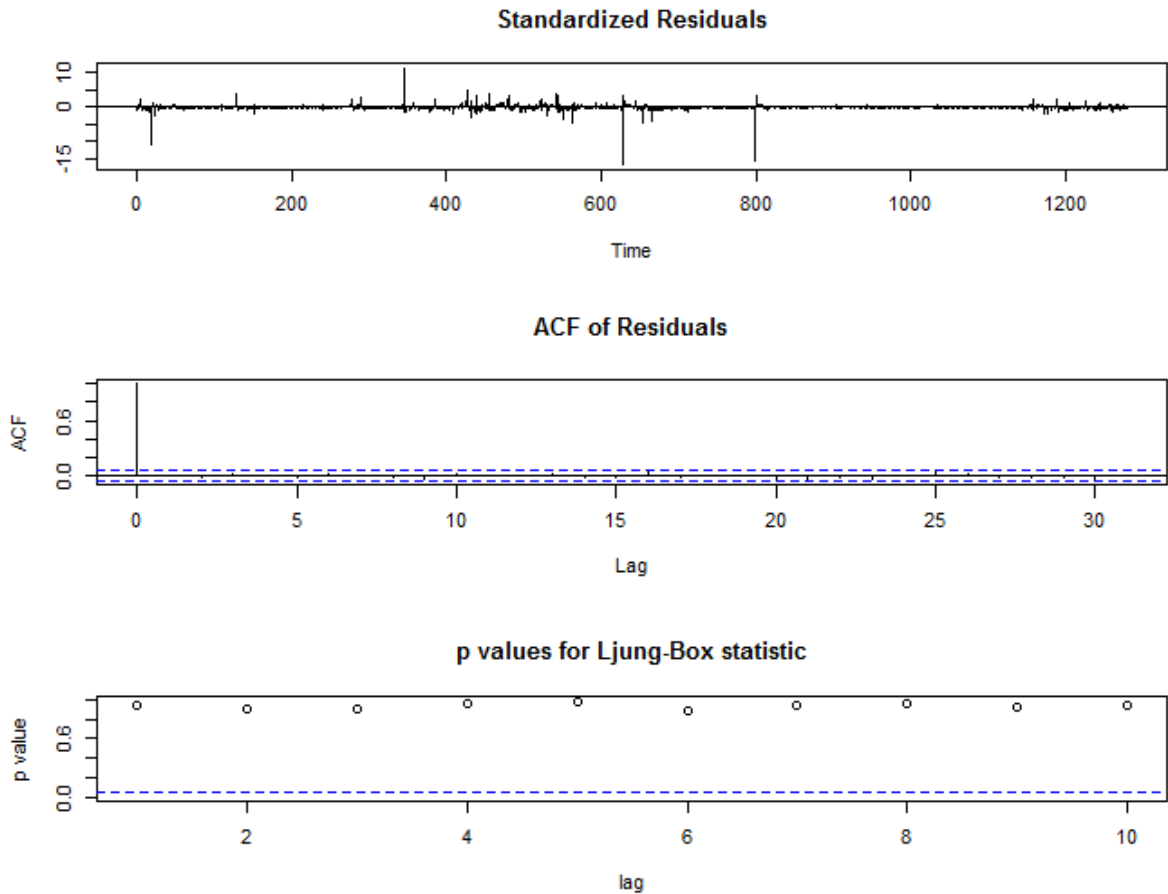 Standardized Residuals
10
0
-15
0 200 400 600 800 1000 1200
Time
ACF of Residuals
ACF
0.6
0.0
0 5 10 15 20 25 30
Lag
p values for Ljung-Box statistic
p value
0.6
0.0
2 4 6 8 10
lag